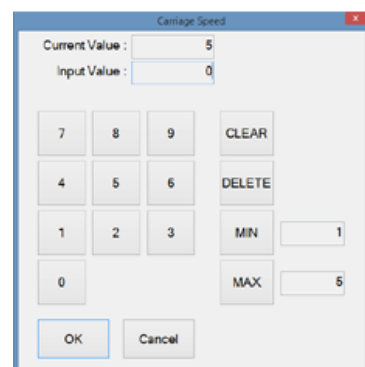 Carriage Speed x
Current Value : 5
Input Value : 0
7 8 9 CLEAR
4 5 6 DELETE
1 2 3 MIN 1
0 MAX 5
OK Cancel